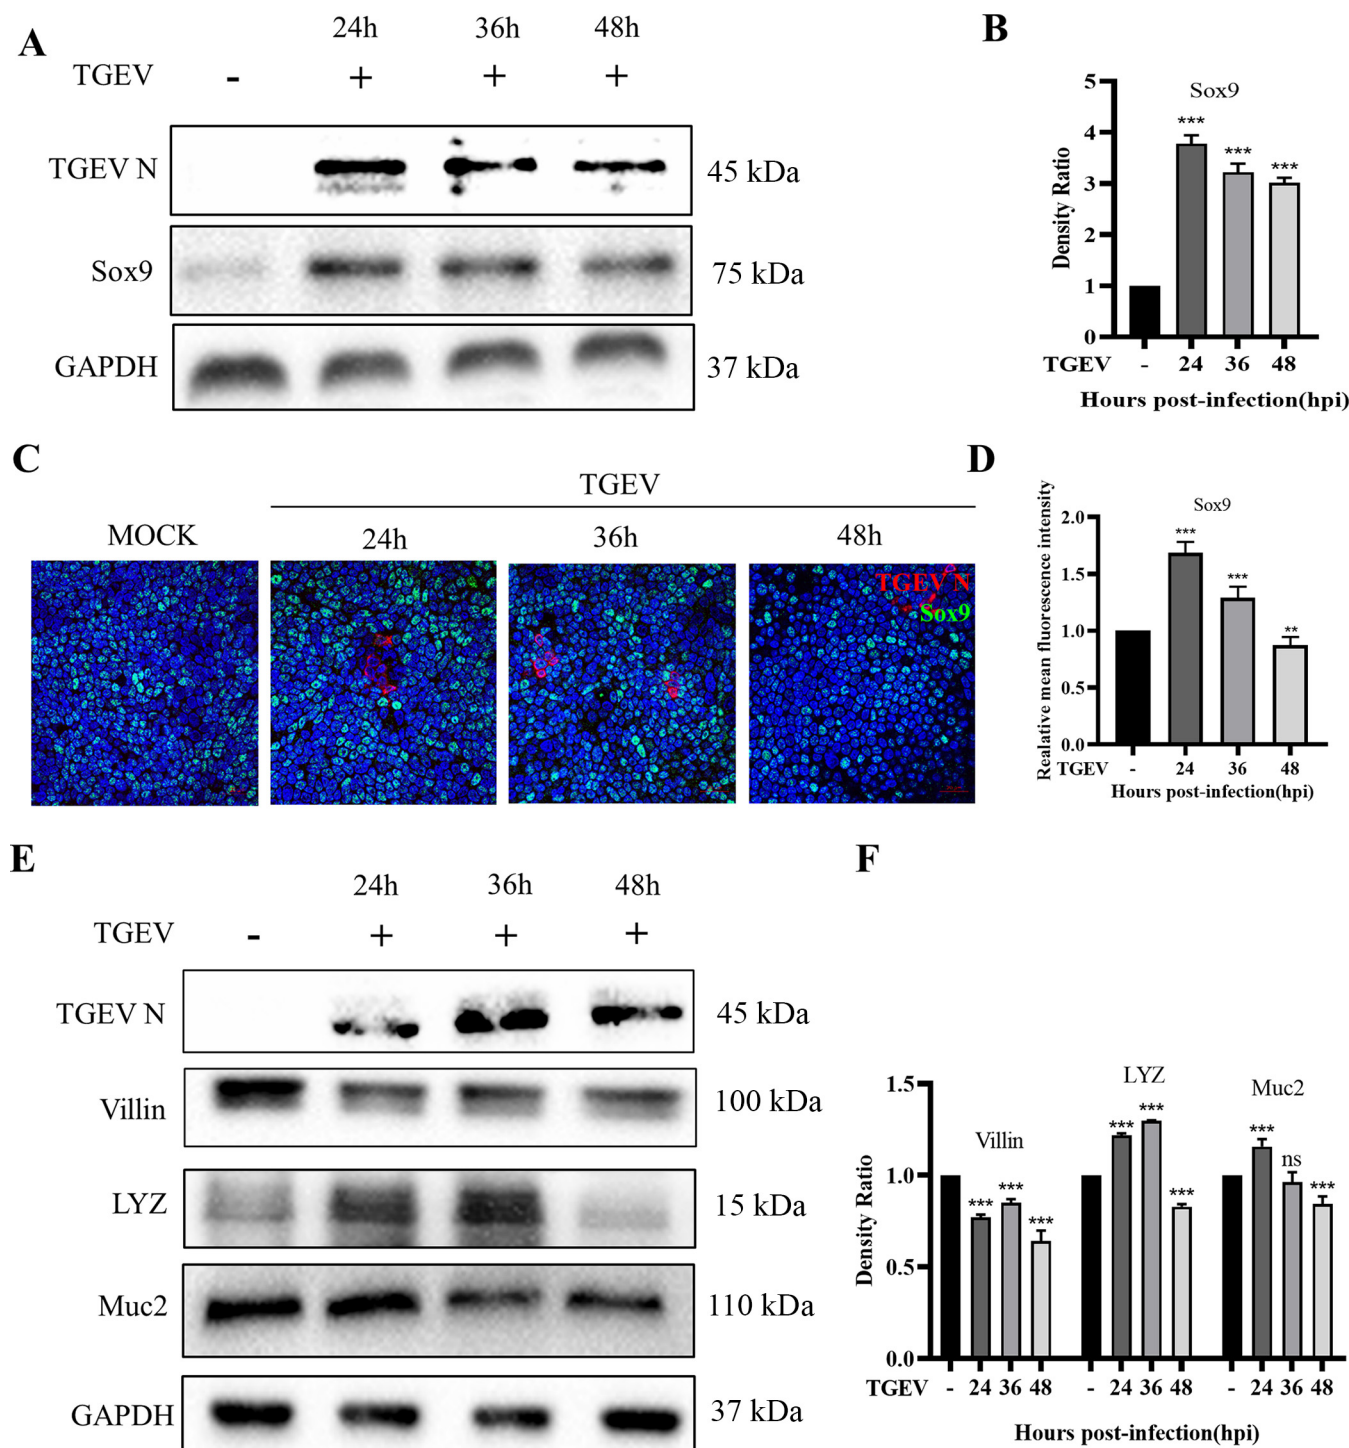 A
24h 36h 48h
TGEV - + + +
TGEV N 45 kDa
Sox9 75 kDa
GAPDH 37 kDa
B
Sox9
Density Ratio
5
4
3
2
1
0
*** *** ***
TGEV - 24 36 48
Hours post-infection(hpi)
C
TGEV
MOCK 24h 36h 48h
TGEV N
Sox9
D
Sox9
Realative mean fluorescence intensity
2.0
1.5
1.0
0.5
0.0
*** *** **
TGEV - 24 36 48
Hours post-infection(hpi)
E
24h 36h 48h
TGEV - + + +
TGEV N 45 kDa
Villin 100 kDa
LYZ 15 kDa
Muc2 110 kDa
GAPDH 37 kDa
F
Villin LYZ Muc2
Density Ratio
1.5
1.0
0.5
0.0
*** *** *** *** *** *** *** ns ***
TGEV - 24 36 48 - 24 36 48 - 24 36 48
Hours post-infection(hpi)